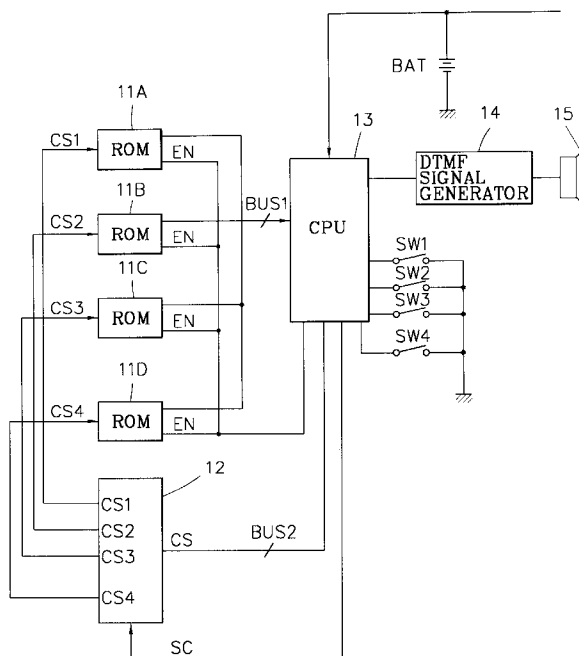 BAT
11A
13
14
15
CS1
ROM
EN
DTMF
SIGNAL
GENERATOR
11B
CS2
ROM
BUS1
CPU
EN
11C
SW1
SW2
CS3
ROM
SW3
EN
SW4
11D
CS4
ROM
EN
12
CS1
CS2
CS
BUS2
CS3
CS4
SC